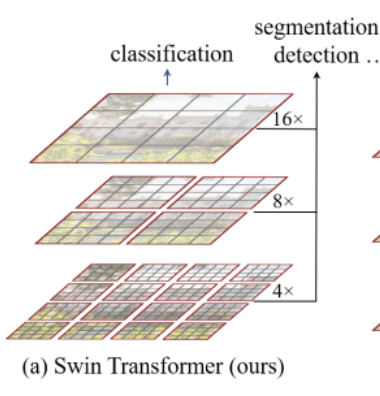 segmentation
classification
detection ...
16×
8×
4×
(a) Swin Transformer (ours)